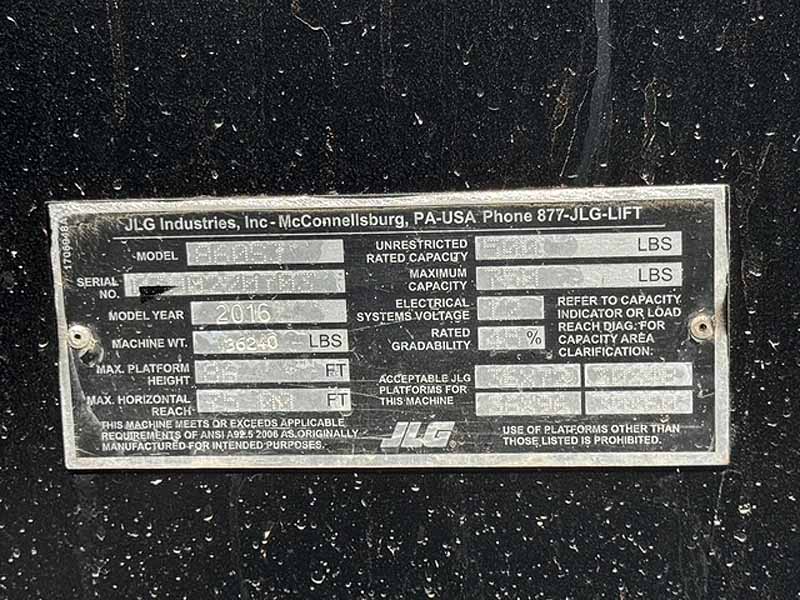 JLG Industries, Inc - McConnellsburg, PA-USA Phone 877-JLG-LIFT
1706948A
MODEL 860SJ
SERIAL NO.
MODEL YEAR 2016
MACHINE WT. 36240 LBS
MAX. PLATFORM HEIGHT 86 FT
MAX. HORIZONTAL REACH FT
THIS MACHINE MEETS OR EXCEEDS APPLICABLE
REQUIREMENTS OF ANSI A92.5 2006 AS ORIGINALLY
MANUFACTURED FOR INTENDED PURPOSES.
UNRESTRICTED RATED CAPACITY LBS
MAXIMUM CAPACITY LBS
ELECTRICAL SYSTEMS VOLTAGE
RATED GRADABILITY %
REFER TO CAPACITY
INDICATOR OR LOAD
REACH DIAG. FOR
CAPACITY AREA
CLARIFICATION.
ACCEPTABLE JLG
PLATFORMS FOR
THIS MACHINE
JLG®
USE OF PLATFORMS OTHER THAN
THOSE LISTED IS PROHIBITED.